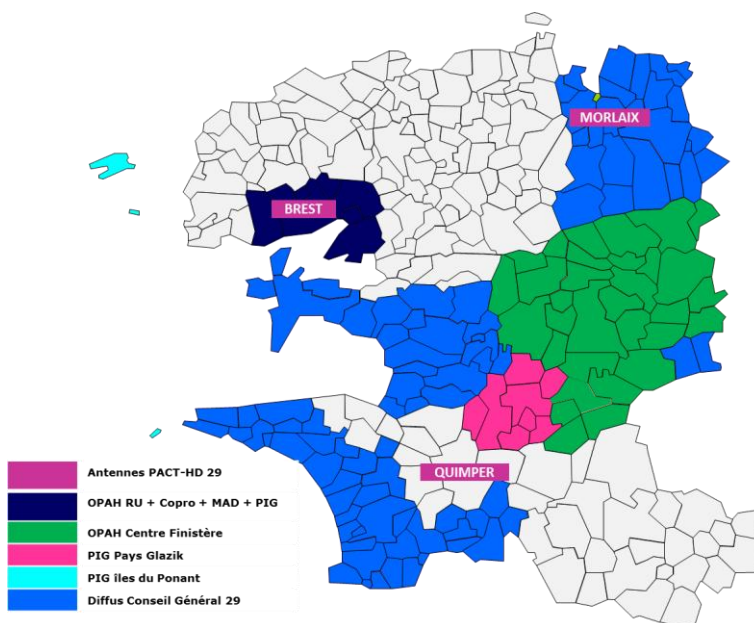 MORLAIX
BREST
QUIMPER
Antennes PACT-HD 29
OPAH RU + Copro + MAD + PIG
OPAH Centre Finistère
PIG Pays Glazik
PIG îles du Ponant
Diffus Conseil Général 29